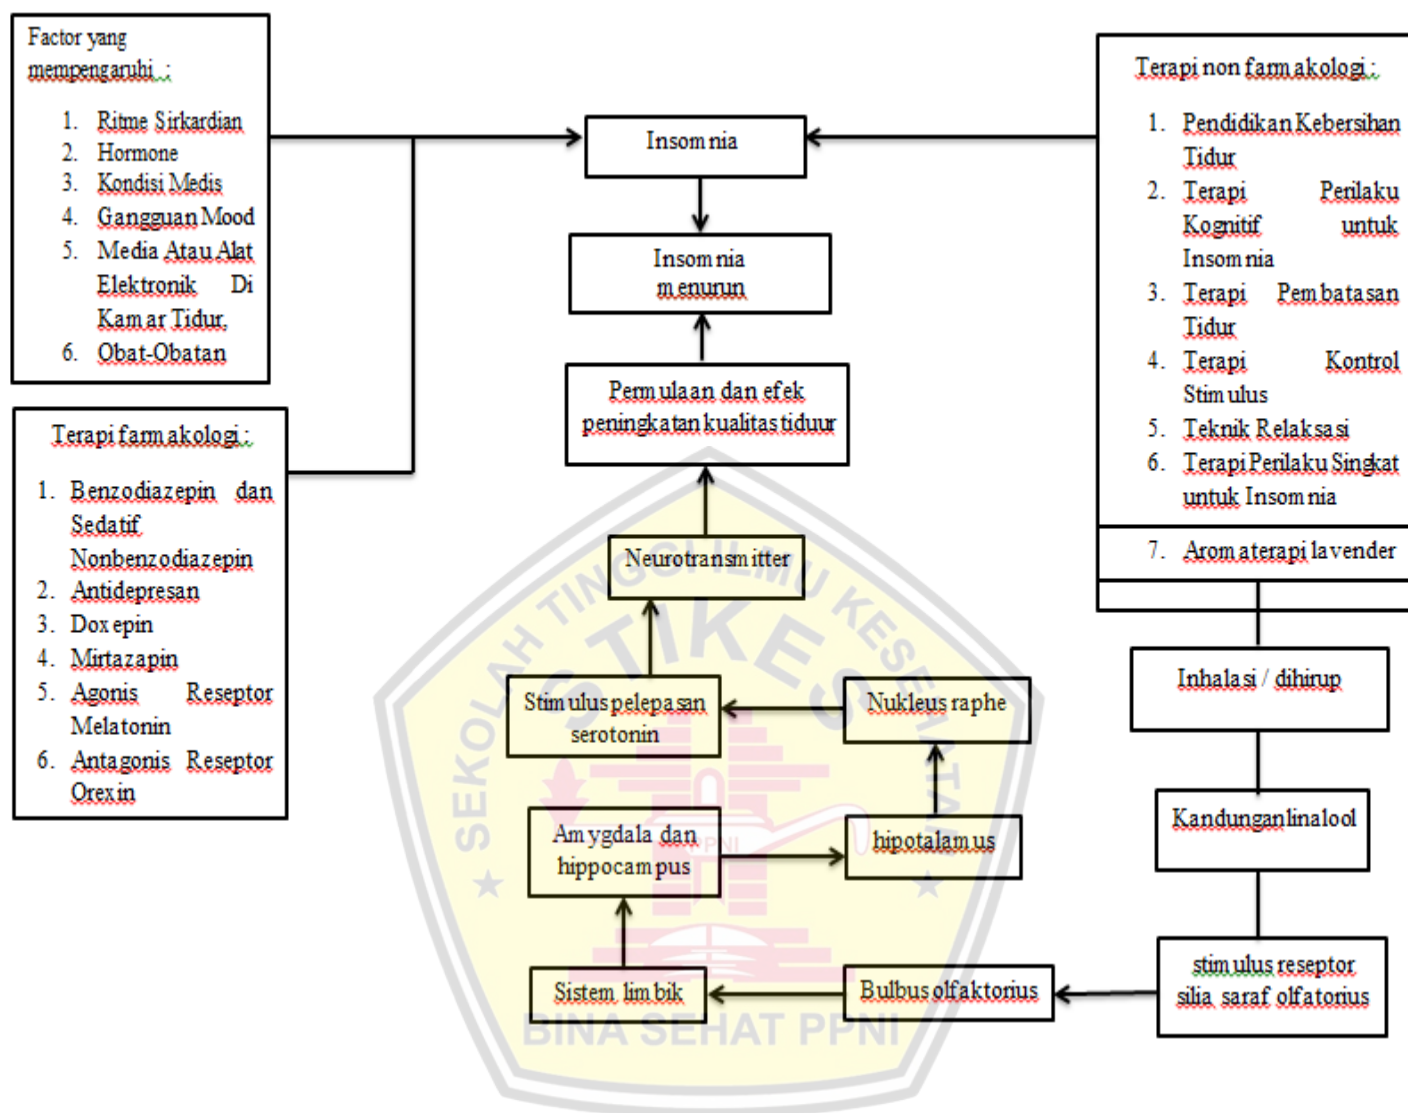 Factor yang
mempengaruhi :
1. Ritme Sirkardian
2. Hormone
3. Kondisi Medis
4. Gangguan Mood
5. Media Atau Alat
Elektronik Di
Kamar Tidur.
6. Obat-Obatan
Terapi farmakologi :
1. Benzodiazepin dan
Sedatif
Nonbenzodiazepin
2. Antidepresan
3. Doxepin
4. Mirtazapin
5. Agonis Reseptor
Melatonin
6. Antagonis Reseptor
Orexin
Insomnia
Insomnia
menurun
Permulaan dan efek
peningkatan kualitas tiduur
Neurotransmitter
Stimulus pelepasan
serotonin
Nukleus raphe
Amygdala dan
hippocampus
hipotalamus
Sistem limbik
Bulbus olfaktorius
Terapi non farmakologi :
1. Pendidikan Kebersihan
Tidur
2. Terapi Perilaku
Kognitif untuk
Insomnia
3. Terapi Pembatasan
Tidur
4. Terapi Kontrol
Stimulus
5. Teknik Relaksasi
6. Terapi Perilaku Singkat
untuk Insomnia
7. Aromaterapi lavender
Inhalasi / dihirup
Kandungan linalool
stimulus reseptor
silia saraf olfatorius
SEKOLAH TINGGI ILMU KESEHATAN
STIKES
PPNI
BINA SEHAT PPNI